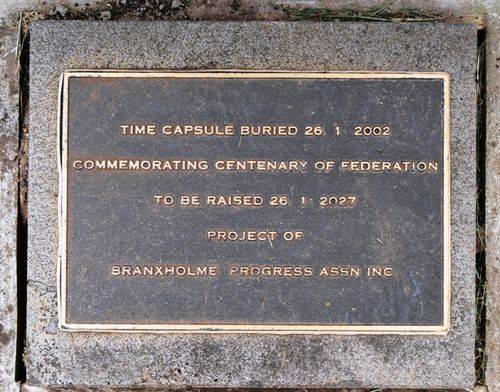 TIME CAPSULE BURIED 26. 1. 2002
COMMEMORATING CENTENARY OF FEDERATION
TO BE RAISED 26. 1. 2027
PROJECT OF
BRANXHOLME PROGRESS ASSN INC.